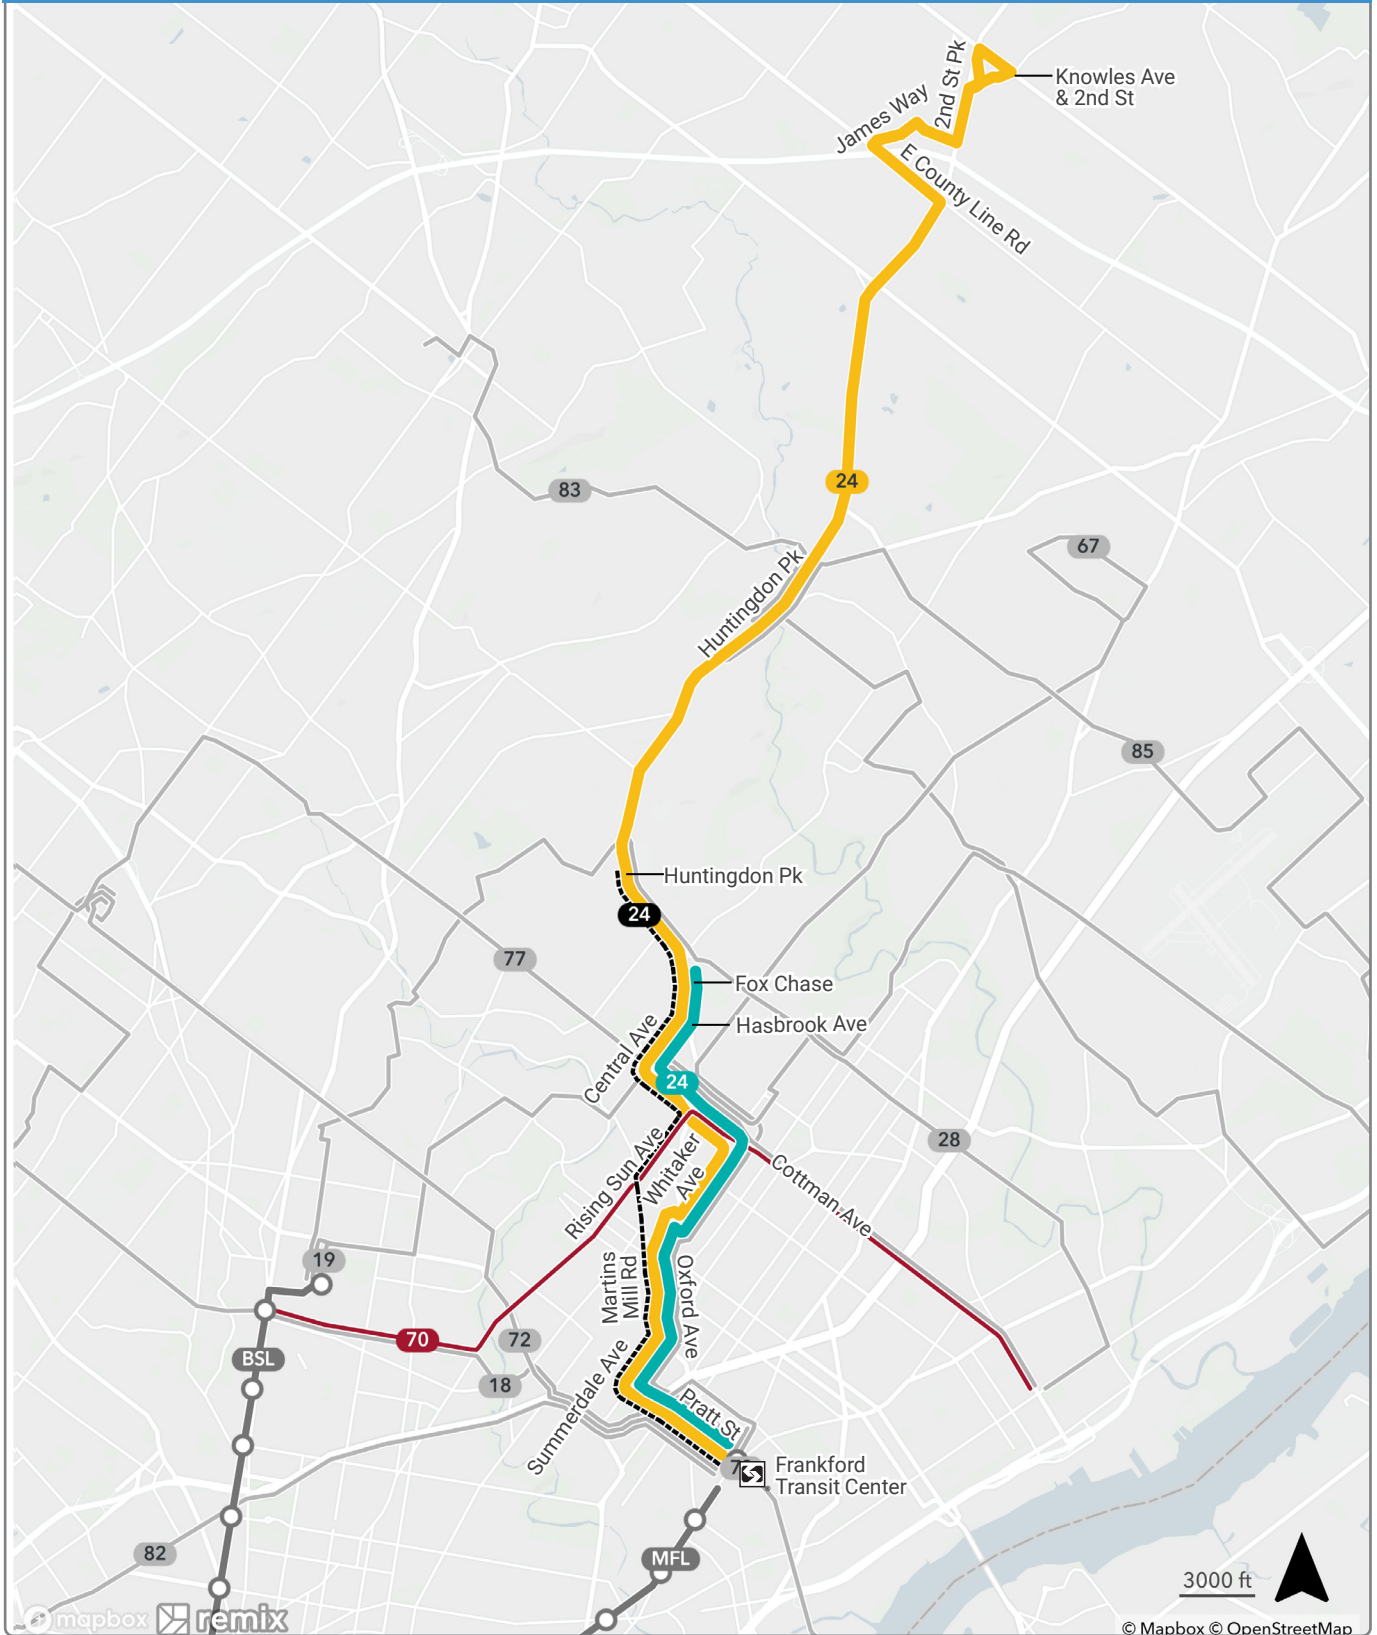 2nd St Pk
Knowles Ave
& 2nd St
James Way
E County Line Rd
24
83
67
Huntingdon Pk
85
Huntingdon Pk
24
77
Fox Chase
Hasbrook Ave
Central Ave
24
28
Rising Sun Ave
Whitaker
Ave
Cottman Ave
19
Martins
Mill Rd
Oxford Ave
70
72
BSL
18
Summerdale Ave
Pratt St
Frankford
Transit Center
82
MFL
3000 ft
mapbox
remix
© Mapbox © OpenStreetMap